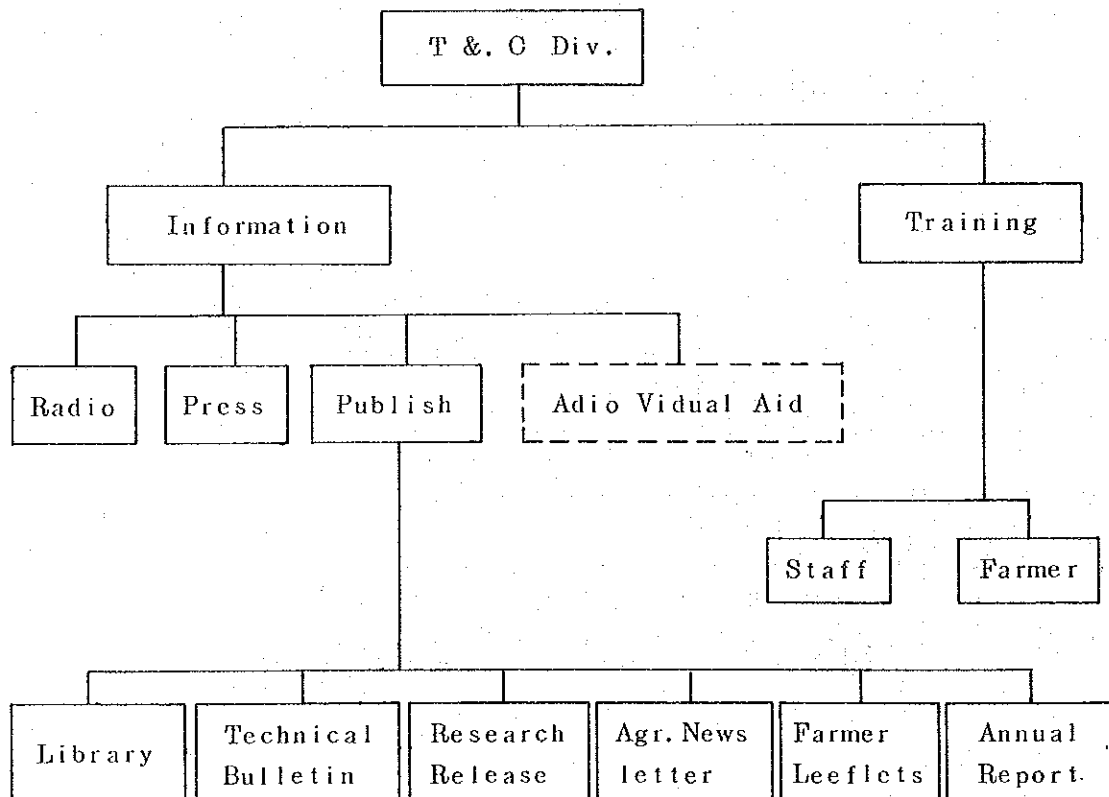 T &. O Div.
Information
Training
Radio
Press
Publish
Adio Vidual Aid
Staff
Farmer
Library
Technical
Bulletin
Research
Release
Agr. News
letter
Farmer
Leeflets
Annual
Report.